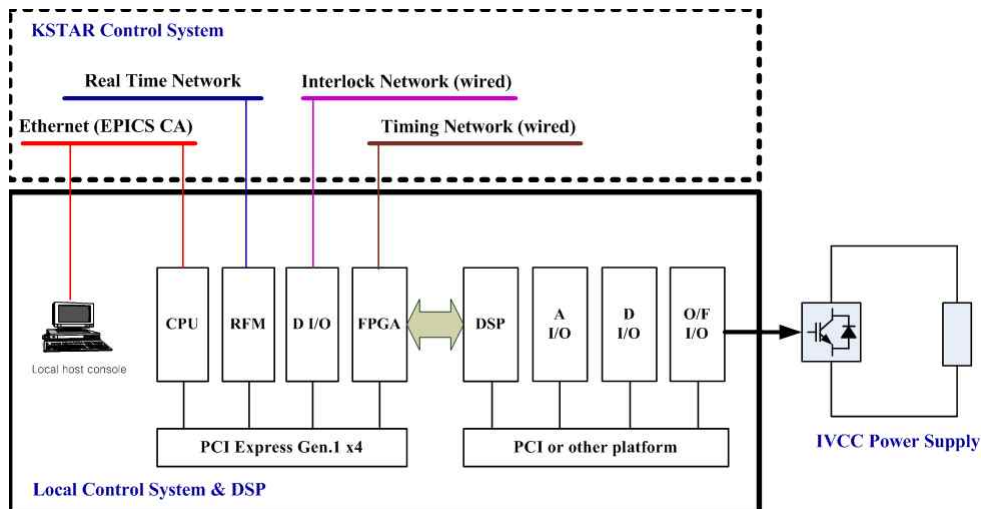 KSTAR Control System
Real Time Network
Interlock Network (wired)
Ethernet (EPICS CA)
Timing Network (wired)
CPU
RFM
D I/O
FPGA
DSP
A
I/O
D
I/O
O/F
I/O
Local host console
PCI Express Gen.1 x4
PCI or other platform
IVCC Power Supply
Local Control System & DSP